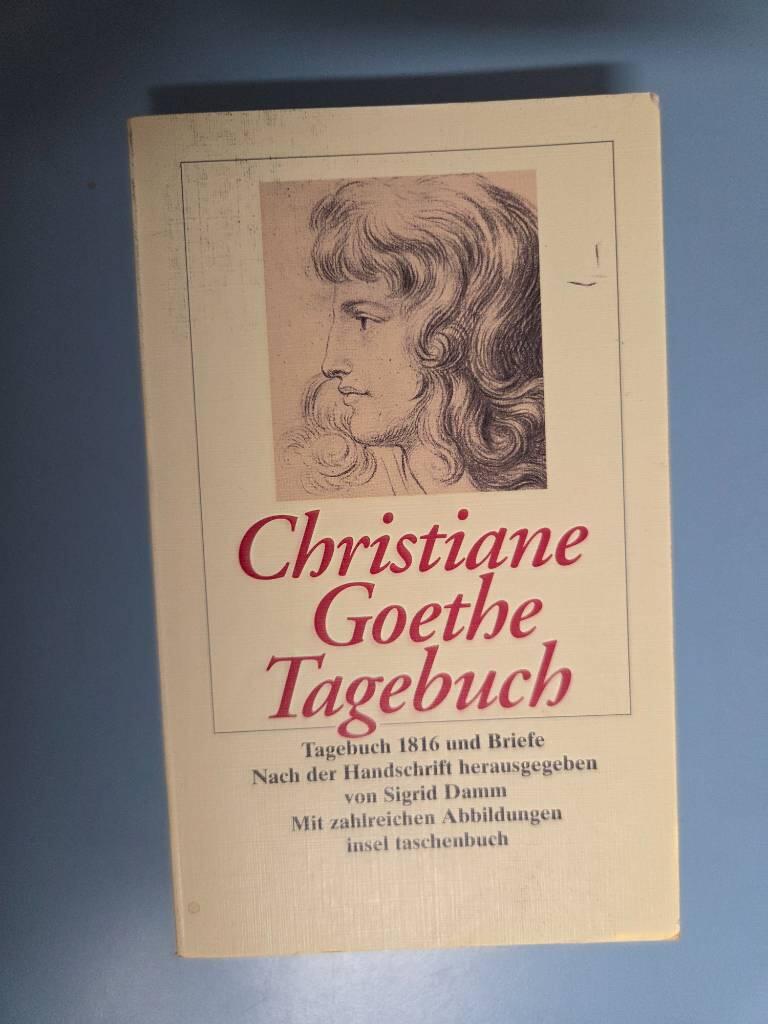 Christiane
Goethe
Tagebuch
Tagebuch 1816 und Briefe
Nach der Handschrift herausgegeben
von Sigrid Damm
Mit zahlreichen Abbildungen
insel taschenbuch